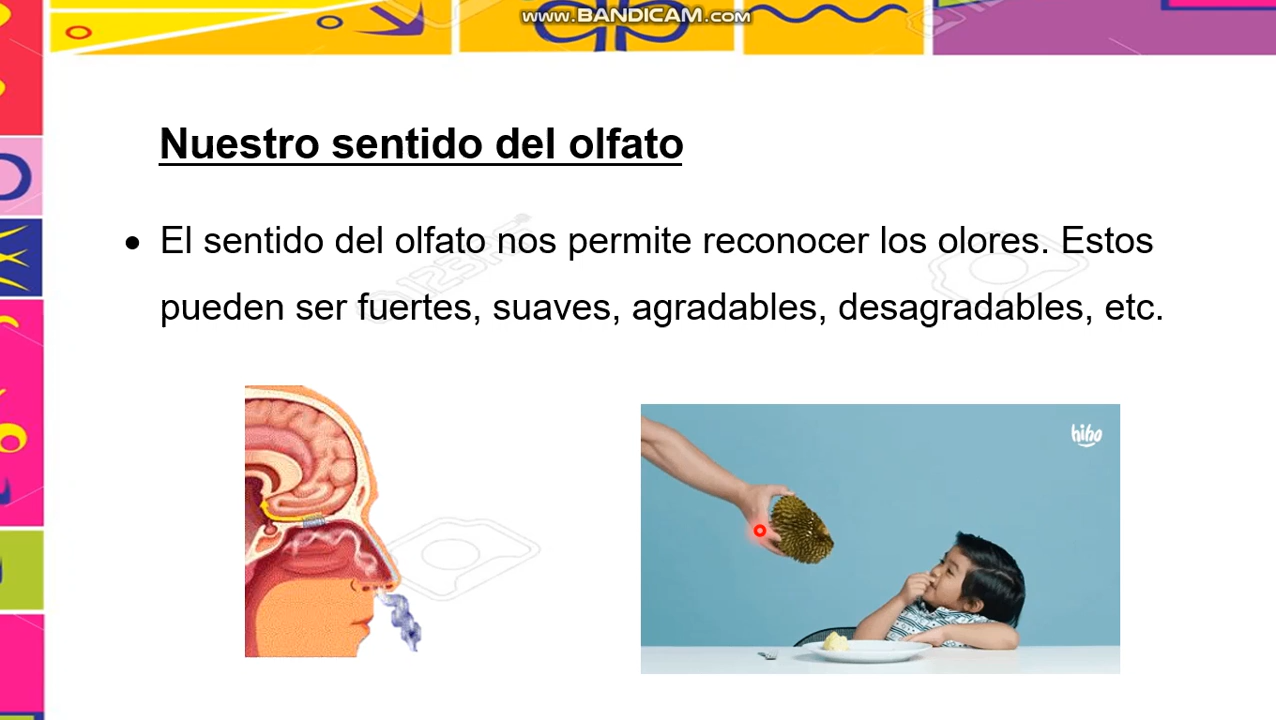 www.BANDICAM.com
Nuestro sentido del olfato
• El sentido del olfato nos permite reconocer los olores. Estos
pueden ser fuertes, suaves, agradables, desagradables, etc.
hiho
123RF